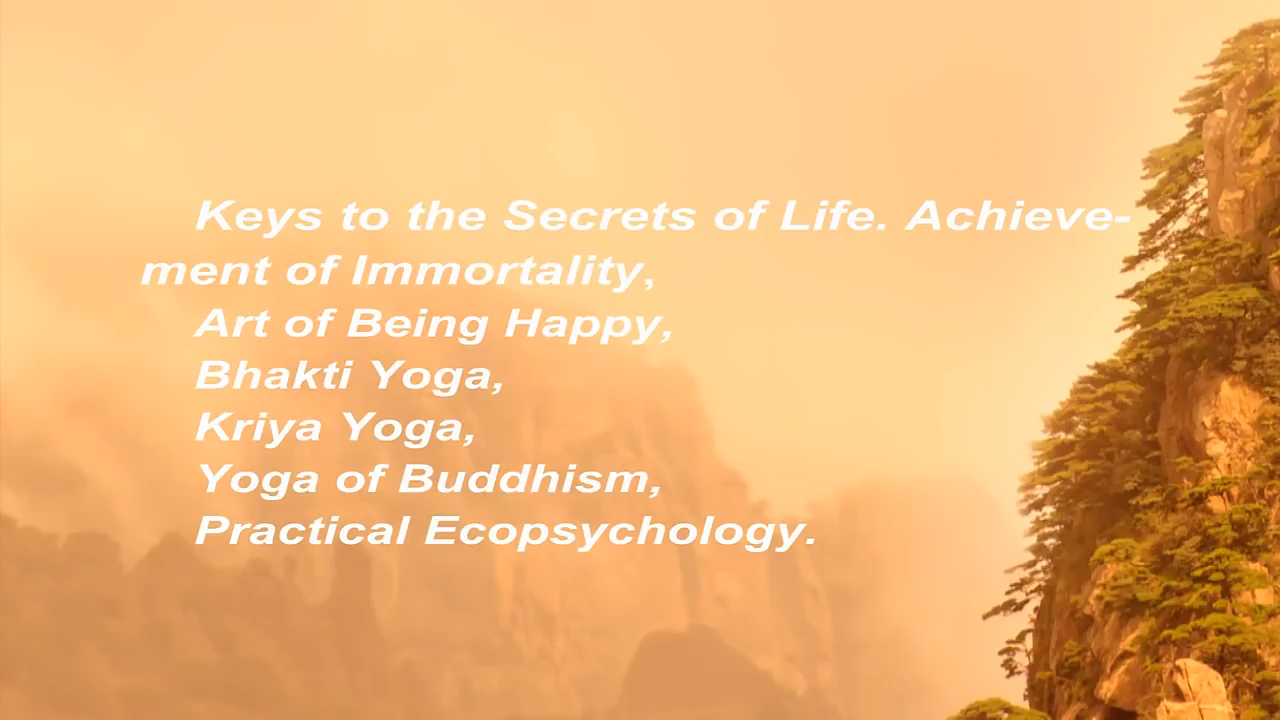 Keys to the Secrets of Life. Achieve-
ment of Immortality,
Art of Being Happy,
Bhakti Yoga,
Kriya Yoga,
Yoga of Buddhism,
Practical Ecopsychology.